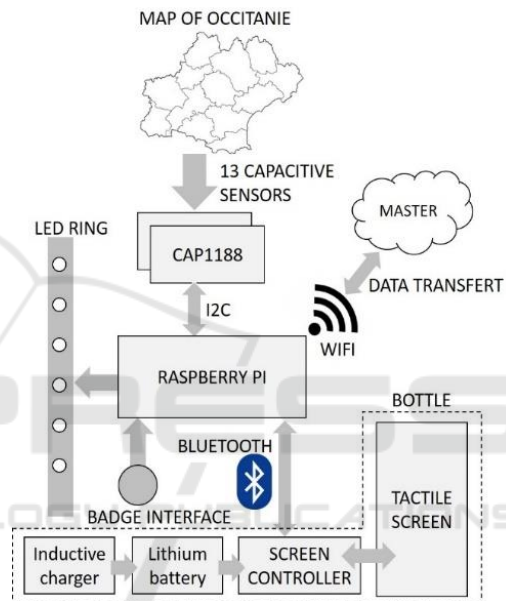 MAP OF OCCITANIE
13 CAPACITIVE
SENSORS
MASTER
LED RING
CAP1188
DATA TRANSFERT
I2C
WIFI
RASPBERRY PI
BOTTLE
BLUETOOTH
TACTILE
SCREEN
BADGE INTERFACE
Inductive
charger
Lithium
battery
SCREEN
CONTROLLER